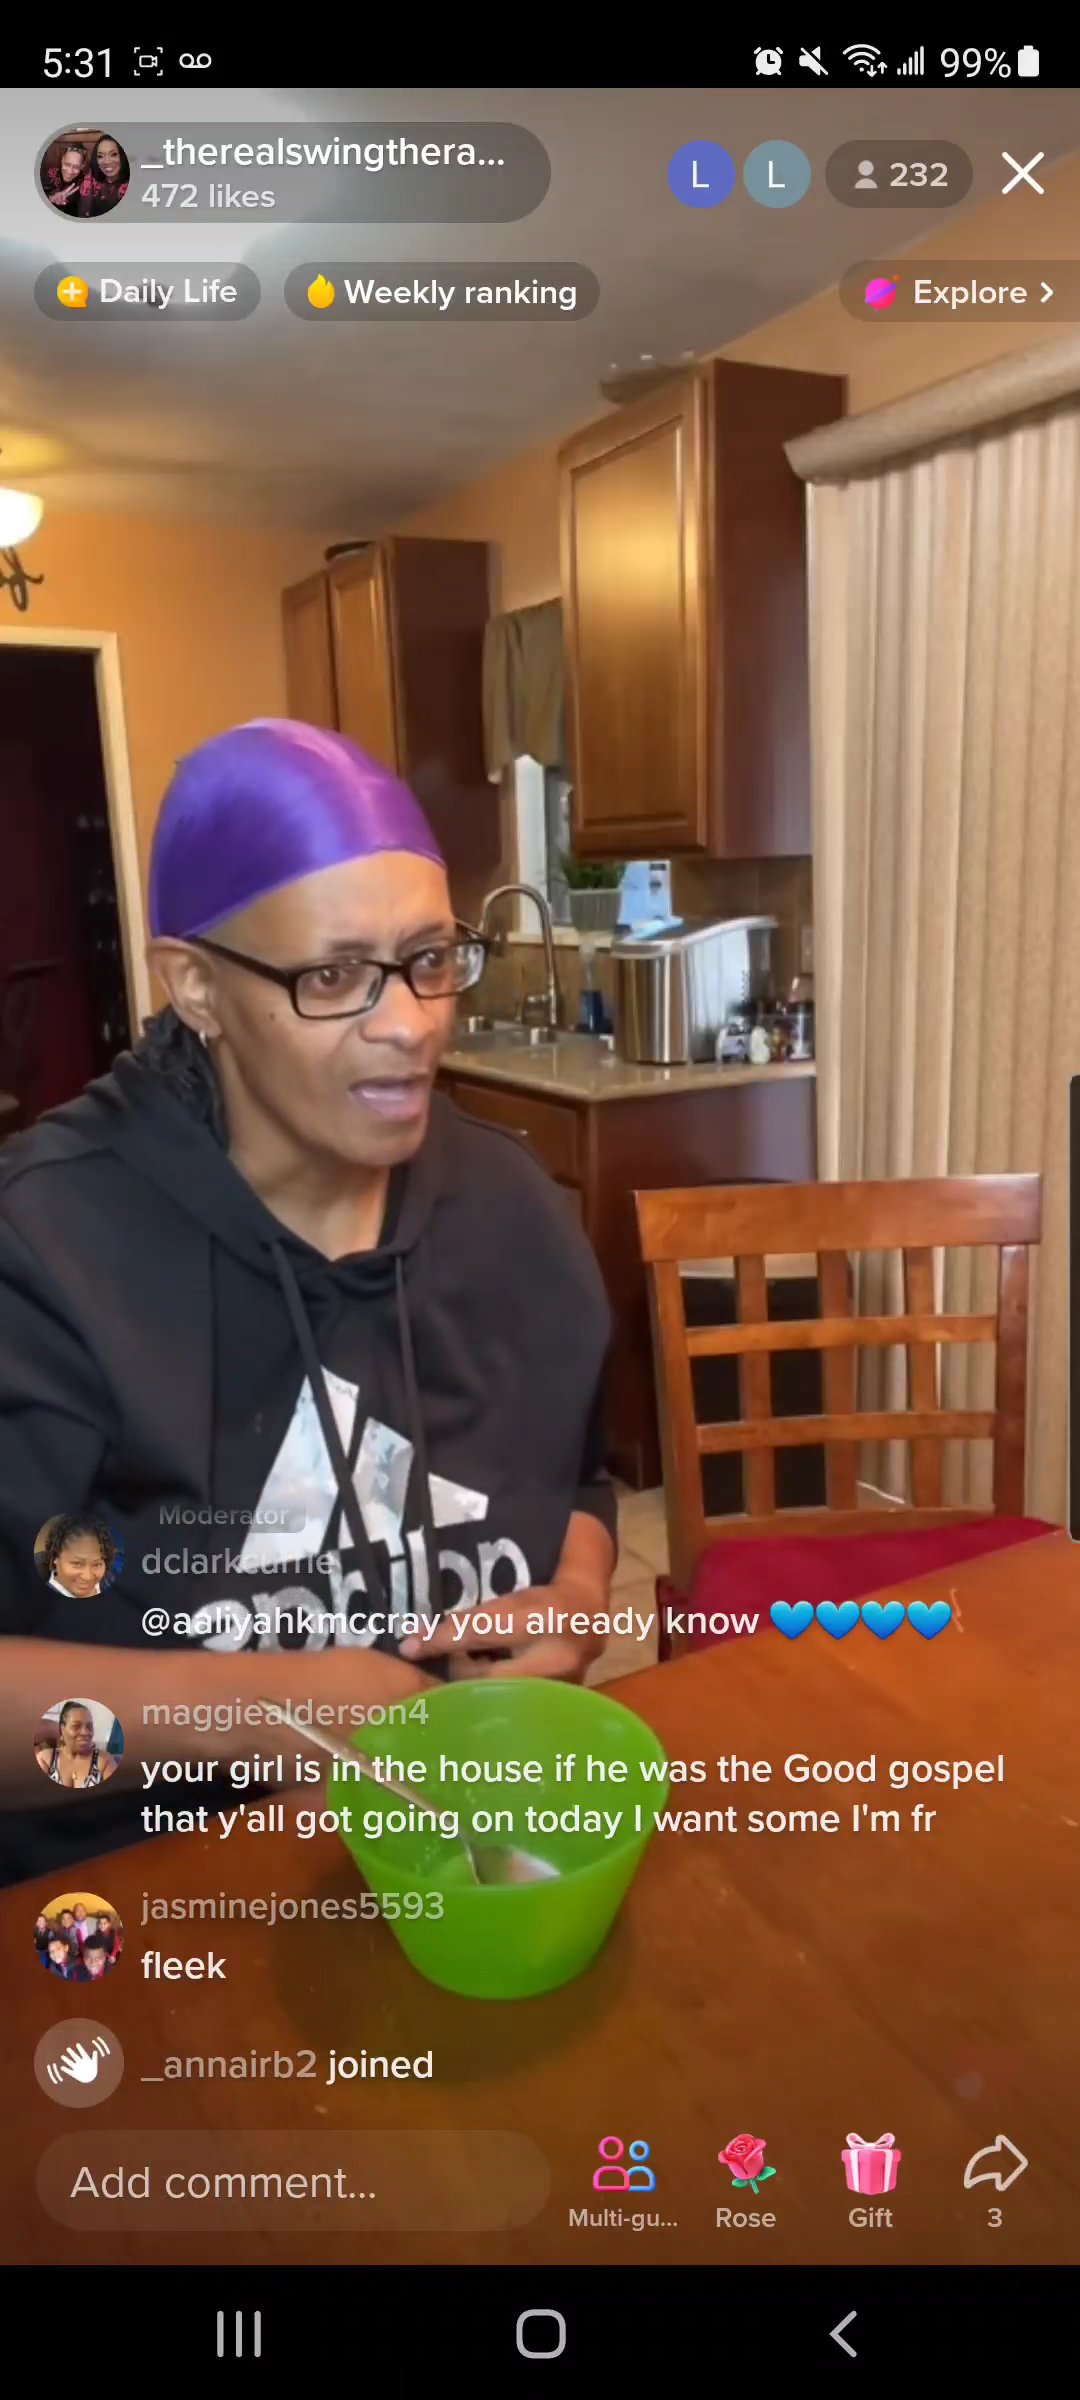 5:31
99%
_therealswingthera...
472 likes
L
L
232
Daily Life
Weekly ranking
Explore
Moderator
dclarkcurrie
@aaliyahkmccray you already know 💙💙💙💙
maggiealderson4
your girl is in the house if he was the Good gospel
that y'all got going on today I want some I'm fr
jasminejones5593
fleek
_annairb2 joined
Add comment...
Multi-gu...
Rose
Gift
3